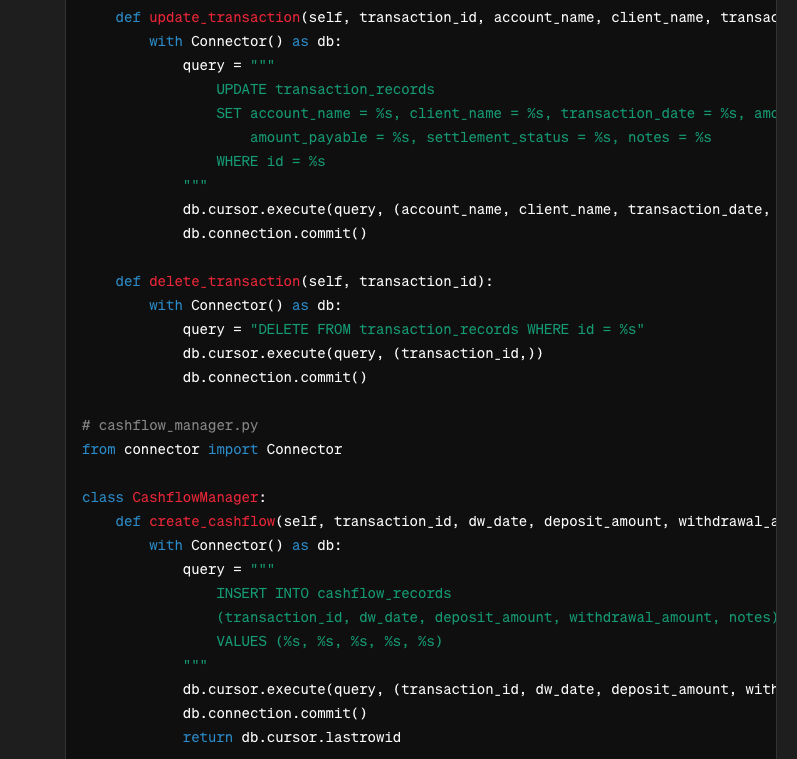 def update_transaction(self, transaction_id, account_name, client_name, transac
with Connector() as db:
query = """
UPDATE transaction_records
SET account_name = %s, client_name = %s, transaction_date = %s, amo
amount_payable = %s, settlement_status = %s, notes = %s
WHERE id = %s
"""
db.cursor.execute(query, (account_name, client_name, transaction_date,
db.connection.commit()
def delete_transaction(self, transaction_id):
with Connector() as db:
query = "DELETE FROM transaction_records WHERE id = %s"
db.cursor.execute(query, (transaction_id,))
db.connection.commit()
# cashflow_manager.py
from connector import Connector
class CashflowManager:
def create_cashflow(self, transaction_id, dw_date, deposit_amount, withdrawal_a
with Connector() as db:
query = """
INSERT INTO cashflow_records
(transaction_id, dw_date, deposit_amount, withdrawal_amount, notes)
VALUES (%s, %s, %s, %s, %s)
"""
db.cursor.execute(query, (transaction_id, dw_date, deposit_amount, with
db.connection.commit()
return db.cursor.lastrowid